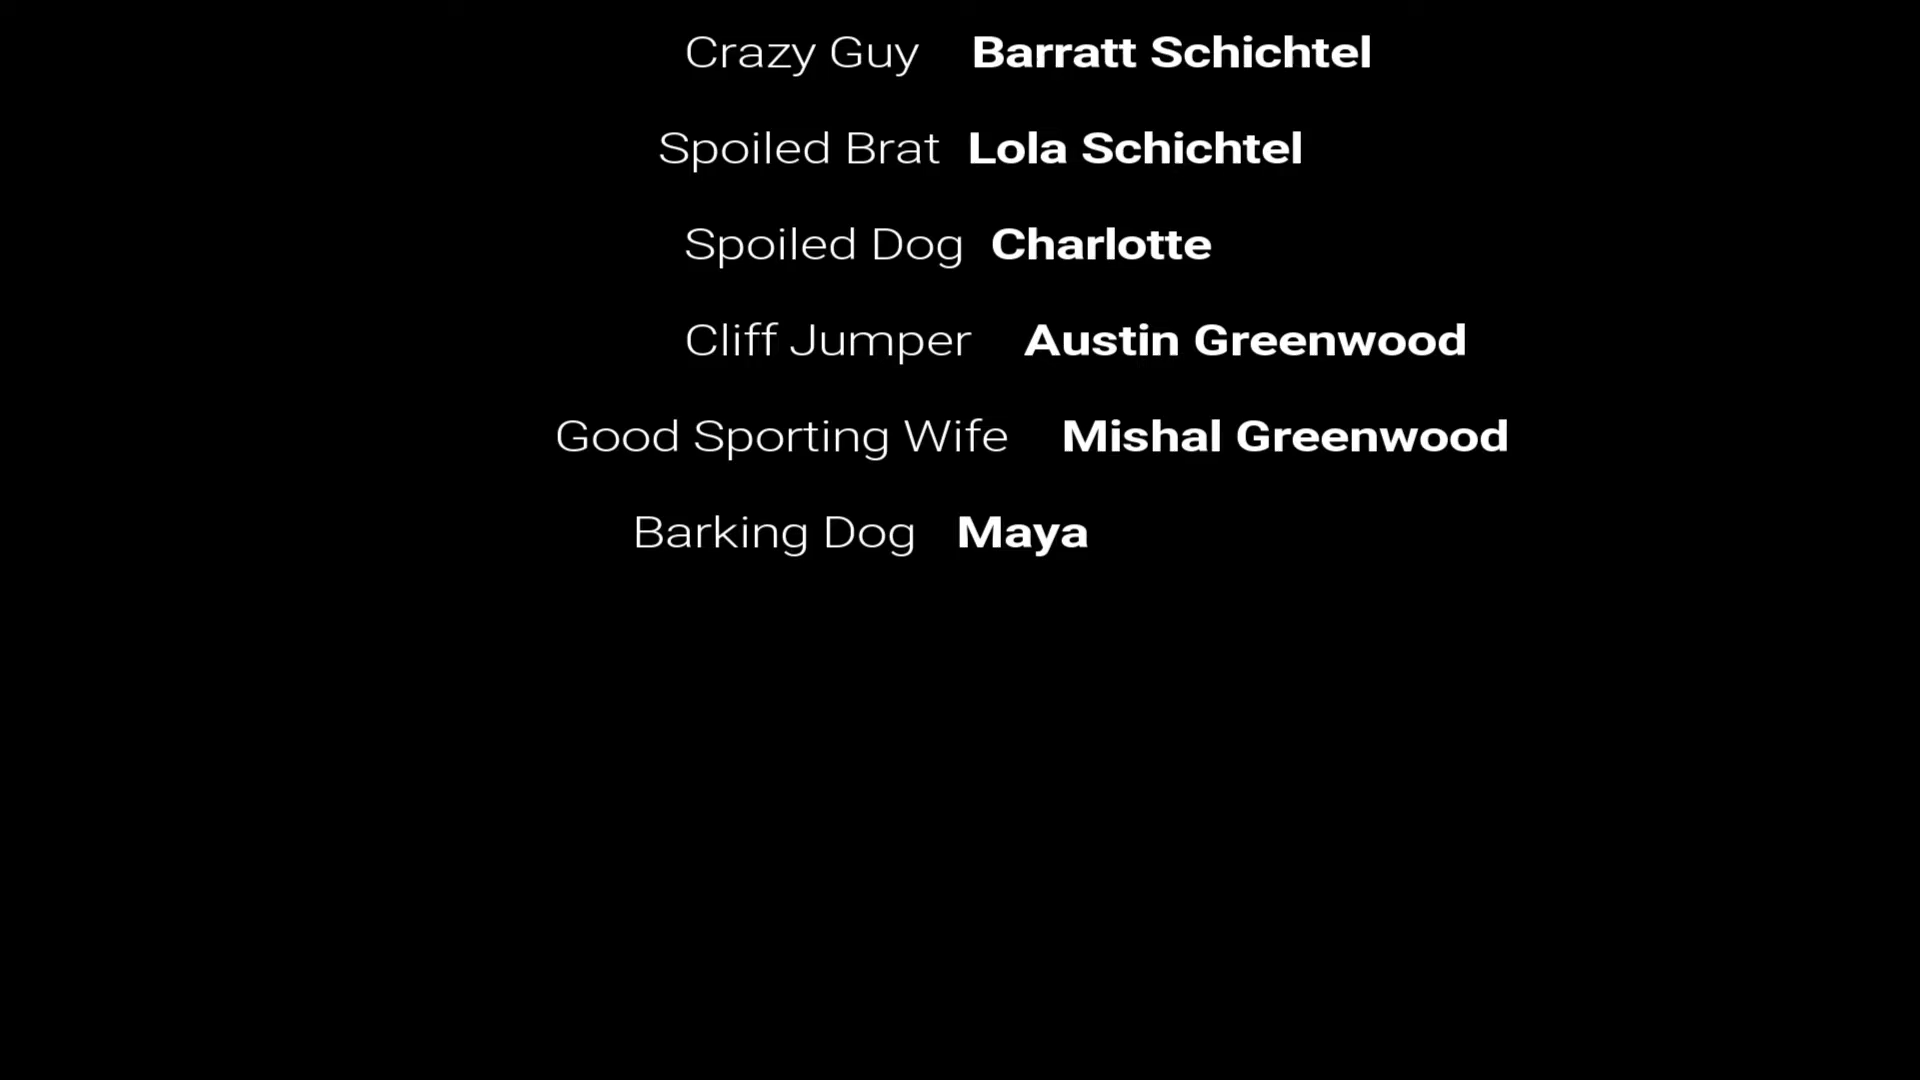 Crazy Guy Barratt Schichtel
Spoiled Brat Lola Schichtel
Spoiled Dog Charlotte
Cliff Jumper Austin Greenwood
Good Sporting Wife Mishal Greenwood
Barking Dog Maya